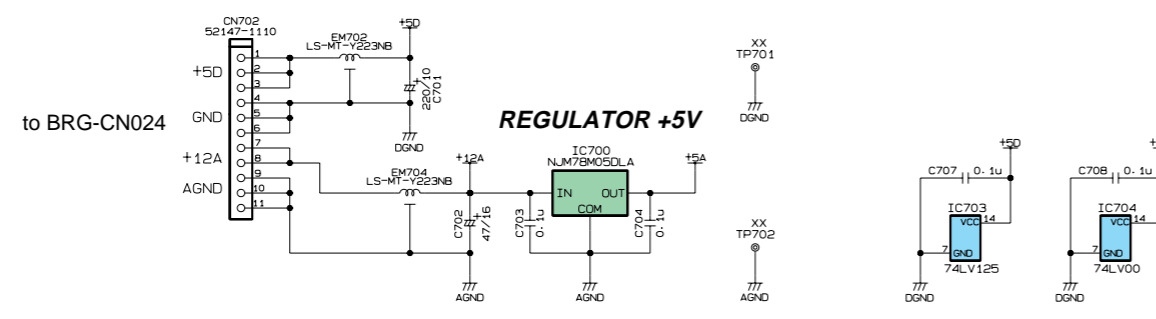 CN702
52147-1110
to BRG-CN024
+5D
GND
+12A
AGND
1
2
3
4
5
6
7
8
9
10
11
EM702
LS-MT-Y223NB
+5D
220/10
C701
DGND
EM704
LS-MT-Y223NB
+12A
C702
47/16
AGND
REGULATOR +5V
C703
0.1u
IC700
NJM78M05DLA
IN
OUT
COM
AGND
+5A
C704
0.1u
XX
TP701
DGND
XX
TP702
AGND
+5D
C707
0.1u
IC703
VCC
14
7
GND
74LV125
DGND
C708
0.1u
IC704
VCC
14
7
GND
74LV00
DGND